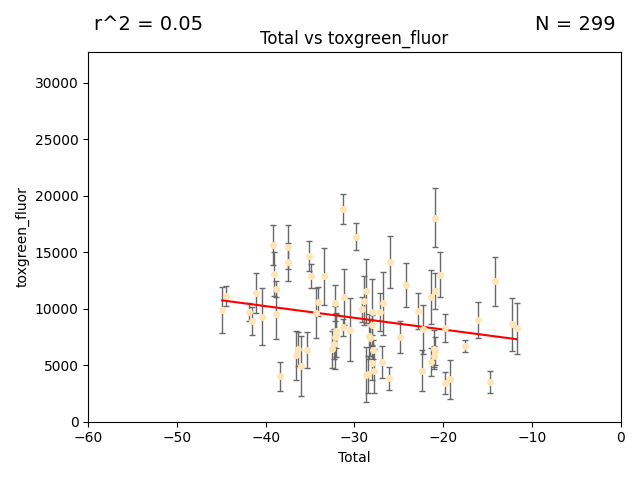 r^2 = 0.05
N = 299
Total vs toxgreen_fluor
30000
25000
20000
15000
10000
5000
0
toxgreen_fluor
−60
−50
−40
−30
−20
−10
0
Total